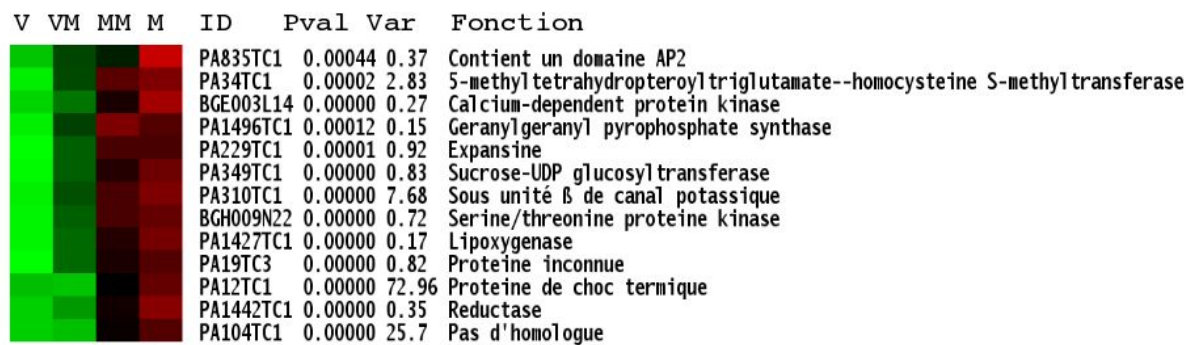 V VM MM M ID Pval Var Fonction
PA835TC1 0.00044 0.37 Contient un domaine AP2
PA34TC1 0.00002 2.83 5-methyltetrahydropteroyltriglutamate--homocysteine S-methyltransferase
BGE003L14 0.00000 0.27 Calcium-dependent protein kinase
PA1496TC1 0.00012 0.15 Geranylgeranyl pyrophosphate synthase
PA229TC1 0.00001 0.92 Expansine
PA349TC1 0.00000 0.83 Sucrose-UDP glucosyltransferase
PA310TC1 0.00000 7.68 Sous unité ß de canal potassique
BGH009N22 0.00000 0.72 Serine/threonine proteine kinase
PA1427TC1 0.00000 0.17 Lipoxygenase
PA19TC3 0.00000 0.82 Proteine inconnue
PA12TC1 0.00000 72.96 Proteine de choc termique
PA1442TC1 0.00000 0.35 Reductase
PA104TC1 0.00000 25.7 Pas d'homologue